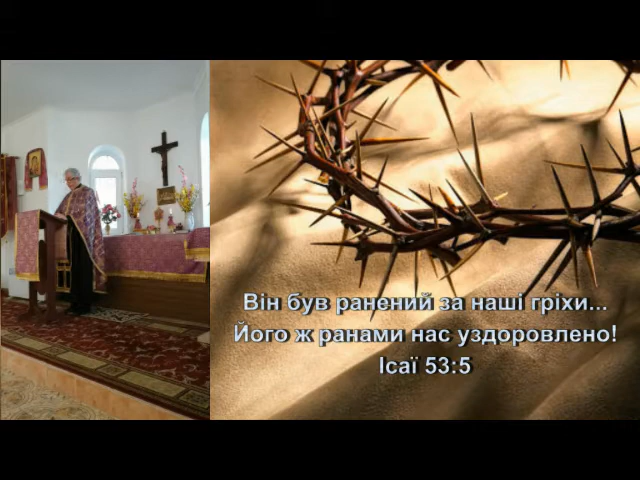 Він був ранений за наші гріхи...
Його ж ранами нас уздоровлено!
Ісаї 53:5